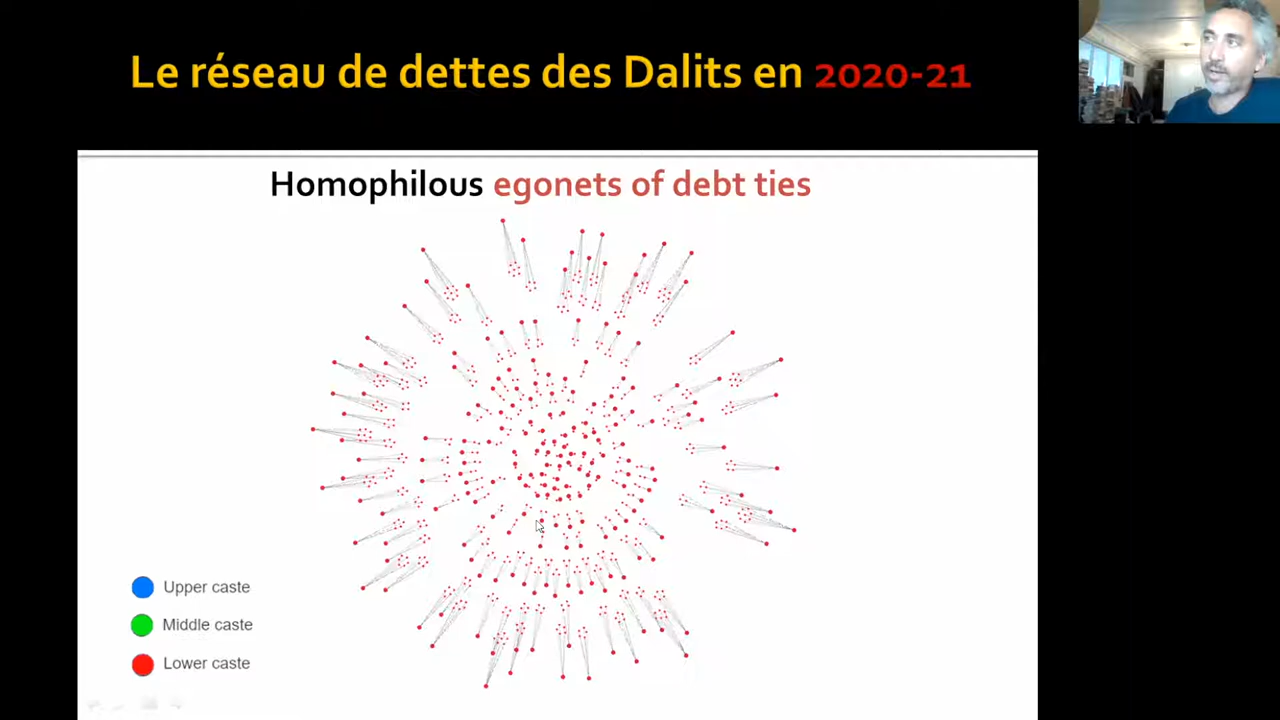 Le réseau de dettes des Dalits en 2020-21
Homophilous egonets of debt ties
Upper caste
Middle caste
Lower caste